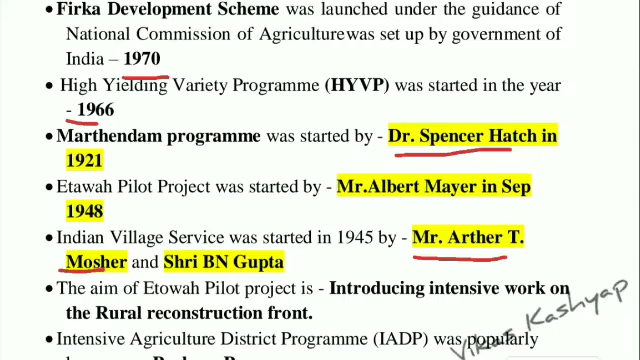 • Firka Development Scheme was launched under the guidance of
National Commission of Agriculture was set up by government of
India – 1970
• High Yielding Variety Programme (HYVP) was started in the year
- 1966
• Marthendam programme was started by - Dr. Spencer Hatch in
1921
• Etawah Pilot Project was started by - Mr.Albert Mayer in Sep
1948
• Indian Village Service was started in 1945 by - Mr. Arther T.
Mosher and Shri BN Gupta
• The aim of Etowah Pilot project is - Introducing intensive work on
the Rural reconstruction front.
• Intensive Agriculture District Programme (IADP) was popularly
Vikas Kashyap